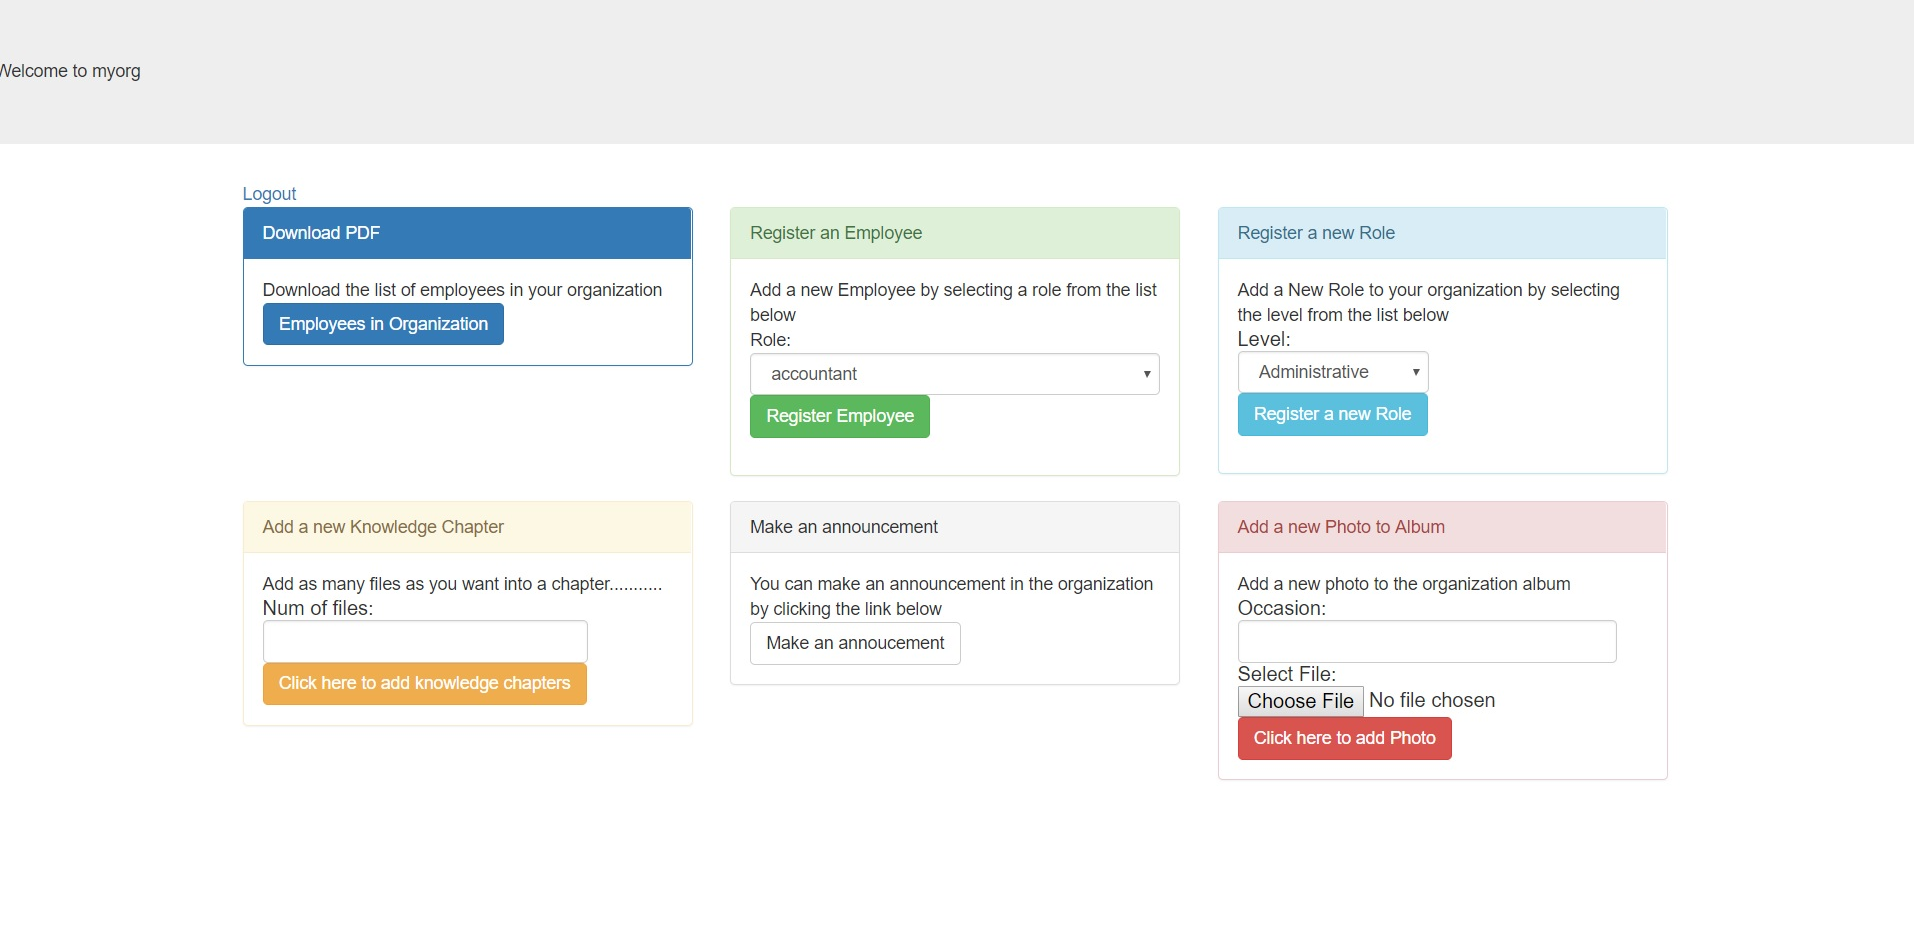 Welcome to myorg
Logout
Download PDF
Download the list of employees in your organization
Employees in Organization
Register an Employee
Add a new Employee by selecting a role from the list
below
Role:
accountant
Register Employee
Register a new Role
Add a New Role to your organization by selecting
the level from the list below
Level:
Administrative
Register a new Role
Add a new Knowledge Chapter
Add as many files as you want into a chapter...........
Num of files:
Click here to add knowledge chapters
Make an announcement
You can make an announcement in the organization
by clicking the link below
Make an annoucement
Add a new Photo to Album
Add a new photo to the organization album
Occasion:
Select File:
Choose File No file chosen
Click here to add Photo